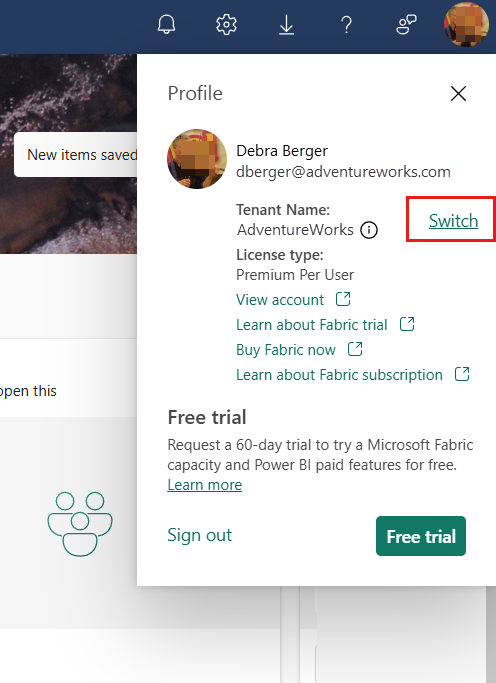 Profile
New items saved
Debra Berger
dberger@adventureworks.com
Tenant Name:
AdventureWorks
Switch
License type:
Premium Per User
View account
Learn about Fabric trial
Buy Fabric now
Learn about Fabric subscription
open this
Free trial
Request a 60-day trial to try a Microsoft Fabric
capacity and Power BI paid features for free.
Learn more
Sign out
Free trial